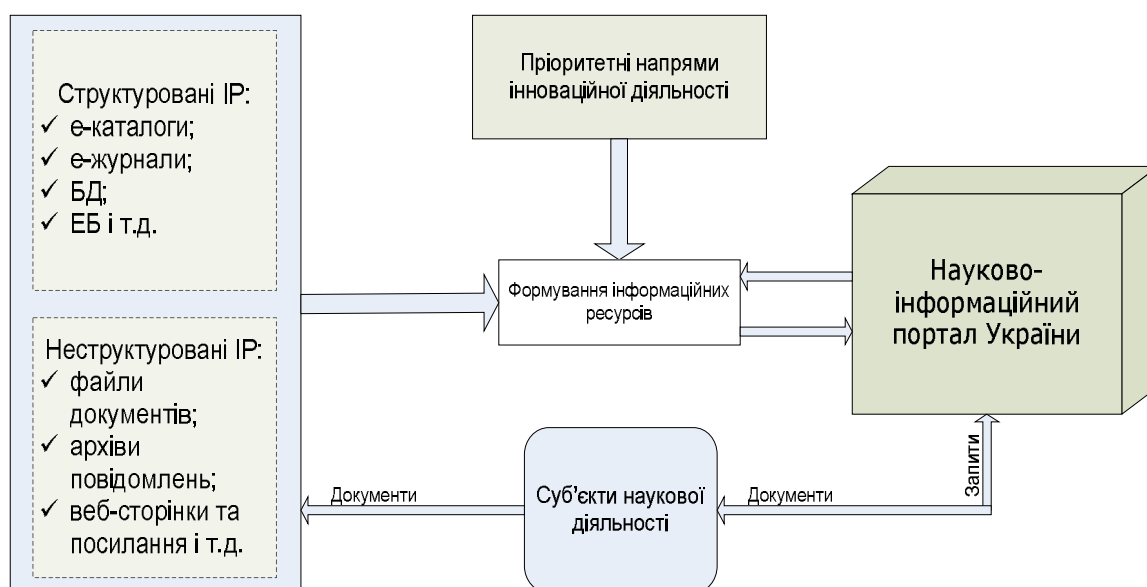 Структуровані ІР:
✓ е-каталоги;
✓ е-журнали;
✓ БД;
✓ ЕБ і т.д.
Неструктуровані ІР:
✓ файли
документів;
✓ архіви
повідомлень;
✓ веб-сторінки та
посилання і т.д.
Пріоритетні напрями
інноваційної діяльності
Формування інформаційних
ресурсів
Науково-
інформаційний
портал України
Запити
Документи
Суб'єкти наукової
діяльності
Документи